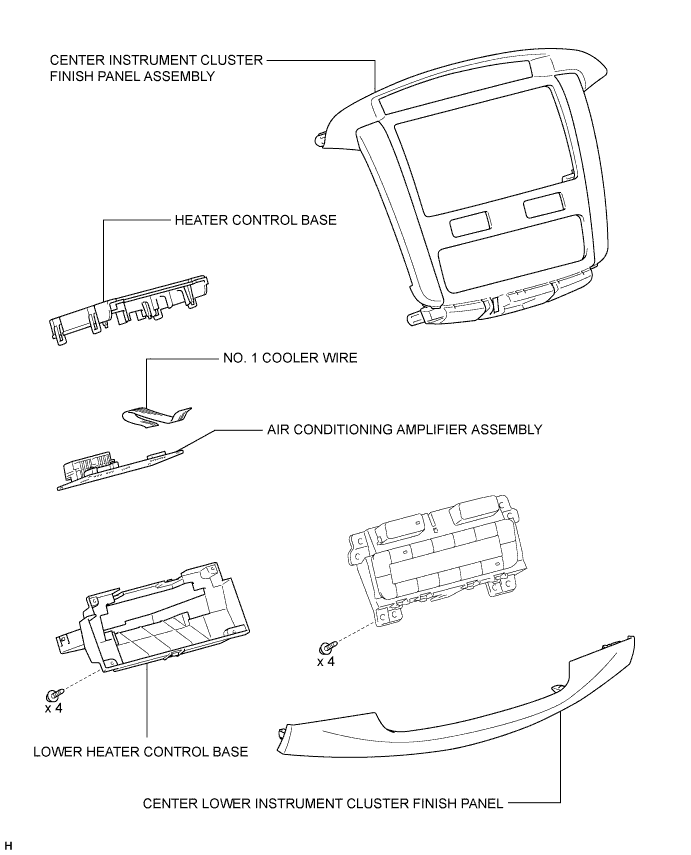 CENTER INSTRUMENT CLUSTER
FINISH PANEL ASSEMBLY
HEATER CONTROL BASE
NO. 1 COOLER WIRE
AIR CONDITIONING AMPLIFIER ASSEMBLY
x 4
x 4
LOWER HEATER CONTROL BASE
CENTER LOWER INSTRUMENT CLUSTER FINISH PANEL
H